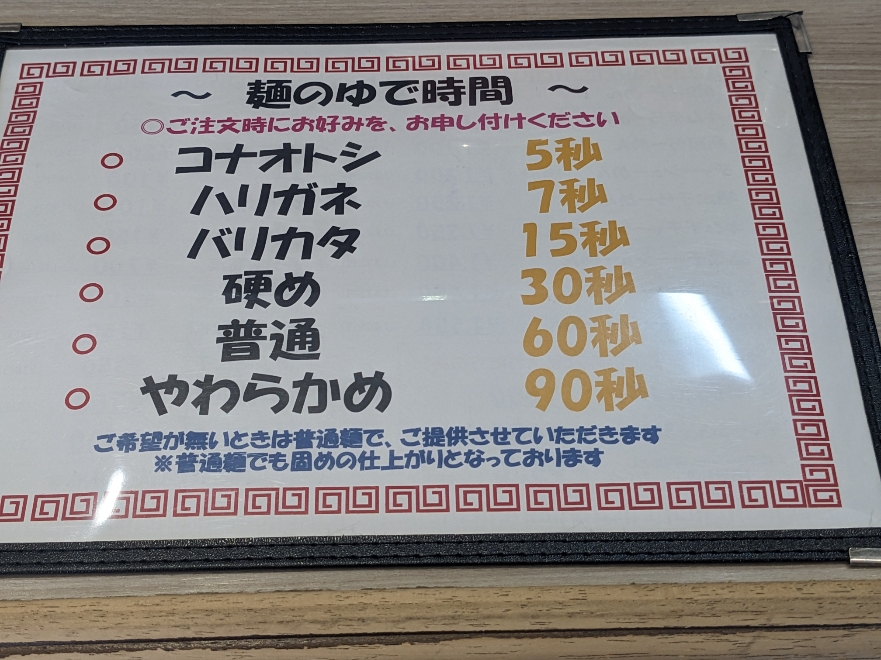 ～ 麺のゆで時間 ～
○ご注文時にお好みを、お申し付けください
○ コナオトシ 5秒
○ ハリガネ 7秒
○ バリカタ 15秒
○ 硬め 30秒
○ 普通 60秒
○ やわらかめ 90秒
ご希望が無いときは普通麺で、ご提供させていただきます
※普通麺でも固めの仕上がりとなっております